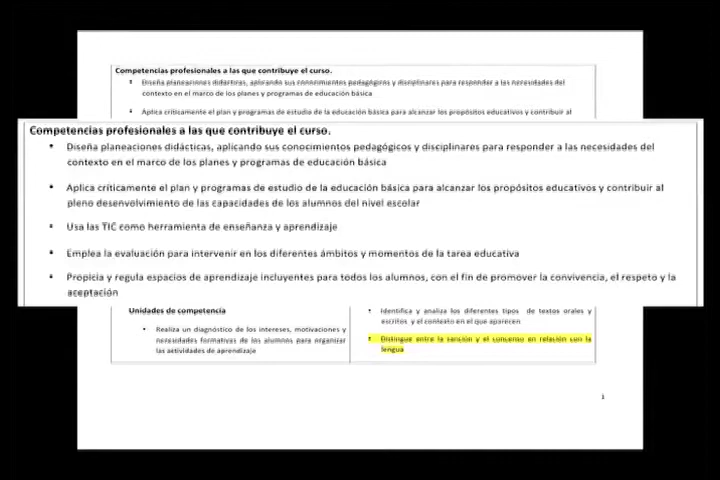 Competencias profesionales a las que contribuye el curso.
• Diseña planeaciones didácticas, aplicando sus conocimientos pedagógicos y disciplinares para responder a las necesidades del
contexto en el marco de los planes y programas de educación básica
• Aplica críticamente el plan y programas de estudio de la educación básica para alcanzar los propósitos educativos y contribuir al
Competencias profesionales a las que contribuye el curso.
• Diseña planeaciones didácticas, aplicando sus conocimientos pedagógicos y disciplinares para responder a las necesidades del
contexto en el marco de los planes y programas de educación básica
• Aplica críticamente el plan y programas de estudio de la educación básica para alcanzar los propósitos educativos y contribuir al
pleno desenvolvimiento de las capacidades de los alumnos del nivel escolar
• Usa las TIC como herramienta de enseñanza y aprendizaje
• Emplea la evaluación para intervenir en los diferentes ámbitos y momentos de la tarea educativa
• Propicia y regula espacios de aprendizaje incluyentes para todos los alumnos, con el fin de promover la convivencia, el respeto y la
aceptación
Unidades de competencia
• Realiza un diagnóstico de los intereses, motivaciones y
necesidades formativas de los alumnos para organizar
las actividades de aprendizaje
• Identifica y analiza los diferentes tipos de textos orales y
escritos y el contexto en el que aparecen
• Distingue entre la sanción y el consenso en relación con la
lengua
1